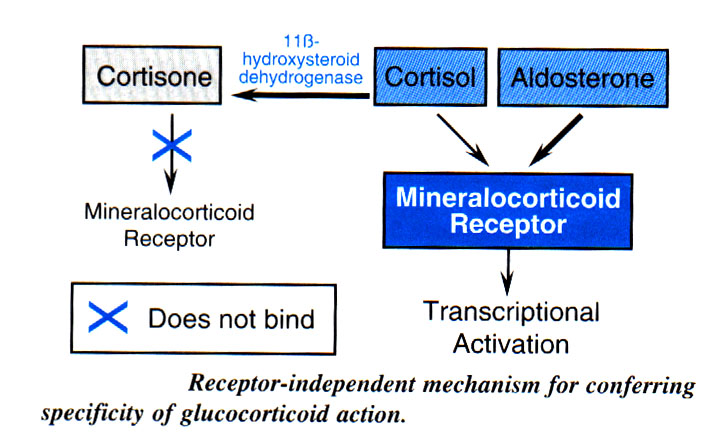 11ß-
hydroxysteroid
dehydrogenase
Cortisone
Cortisol
Aldosterone
Mineralocorticoid
Receptor
Mineralocorticoid
Receptor
Does not bind
Transcriptional
Activation
Receptor-independent mechanism for conferring
specificity of glucocorticoid action.